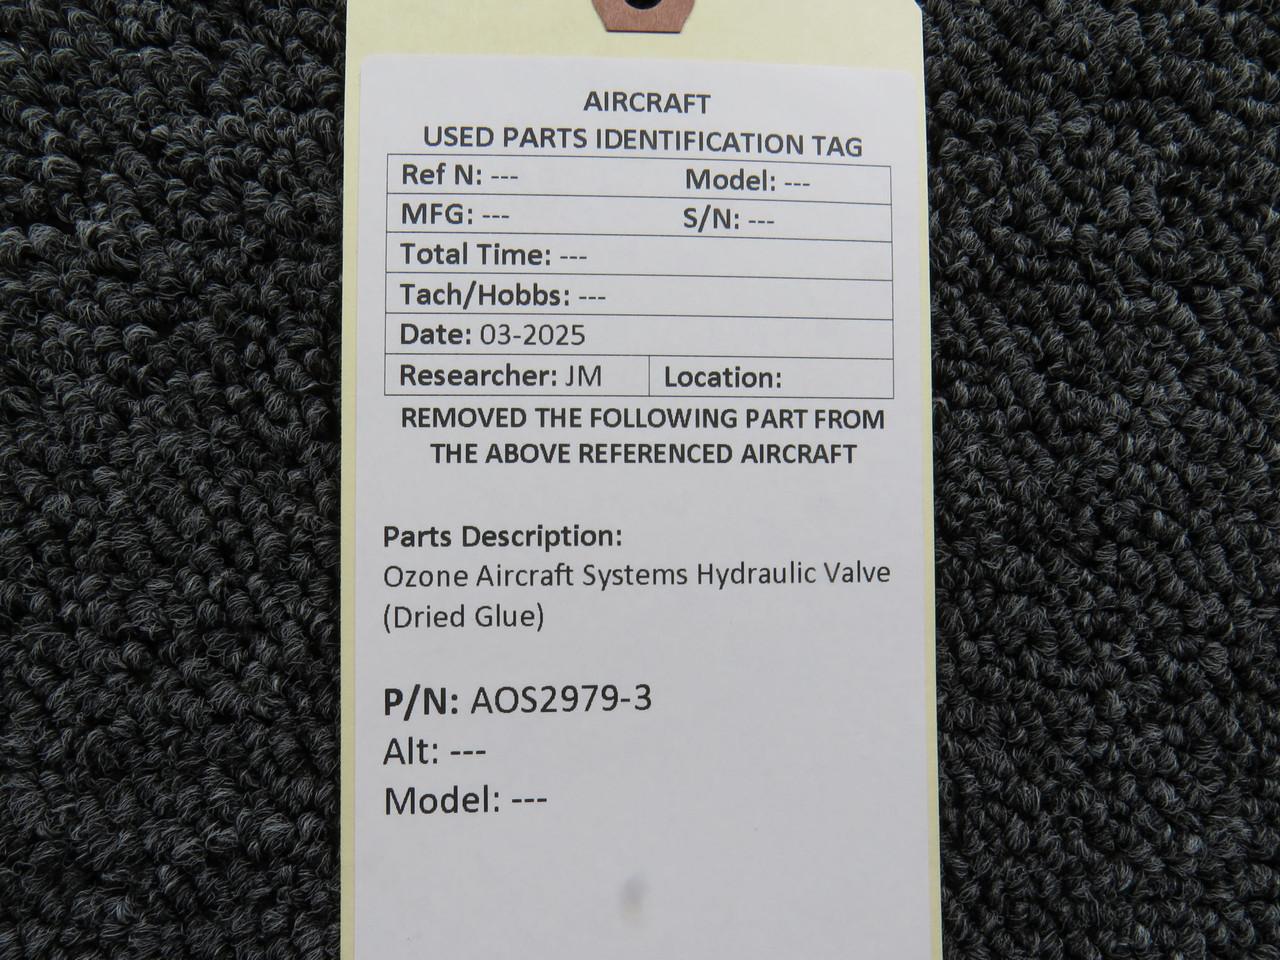 AIRCRAFT
USED PARTS IDENTIFICATION TAG
Ref N: --- Model: ---
MFG: --- S/N: ---
Total Time: ---
Tach/Hobbs: ---
Date: 03-2025
Researcher: JM Location:
REMOVED THE FOLLOWING PART FROM
THE ABOVE REFERENCED AIRCRAFT
Parts Description:
Ozone Aircraft Systems Hydraulic Valve
(Dried Glue)
P/N: AOS2979-3
Alt: ---
Model: ---